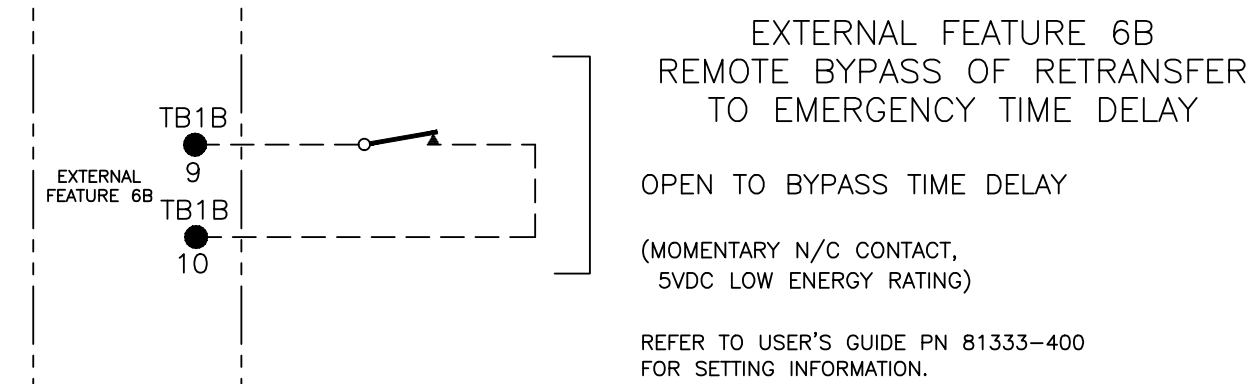 EXTERNAL FEATURE 6B
REMOTE BYPASS OF RETRANSFER
TO EMERGENCY TIME DELAY
TB1B
9
EXTERNAL
FEATURE 6B
TB1B
10
OPEN TO BYPASS TIME DELAY
(MOMENTARY N/C CONTACT,
5VDC LOW ENERGY RATING)
REFER TO USER'S GUIDE PN 81333-400
FOR SETTING INFORMATION.